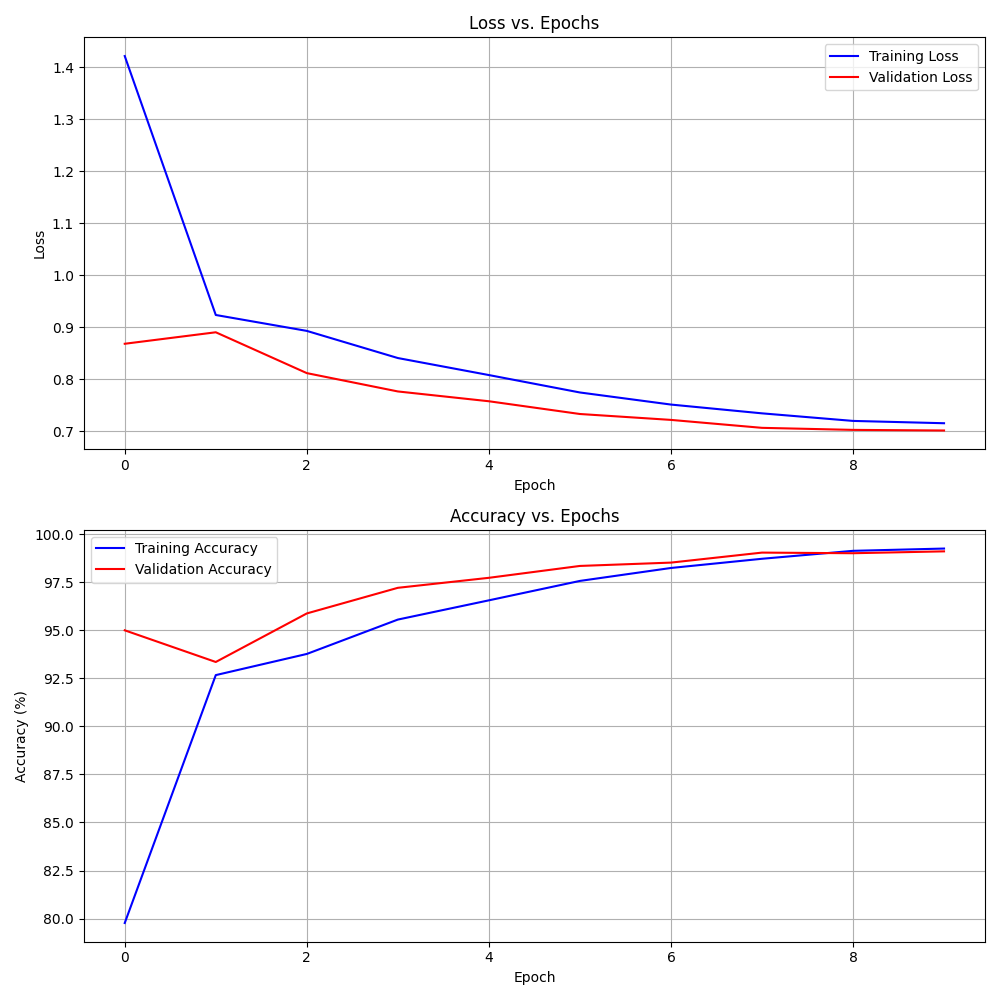 Loss vs. Epochs
Training Loss
Validation Loss
1.4
1.3
1.2
1.1
1.0
0.9
0.8
0.7
Loss
0 2 4 6 8
Epoch
Accuracy vs. Epochs
Training Accuracy
Validation Accuracy
100.0
97.5
95.0
92.5
90.0
87.5
85.0
82.5
80.0
Accuracy (%)
0 2 4 6 8
Epoch